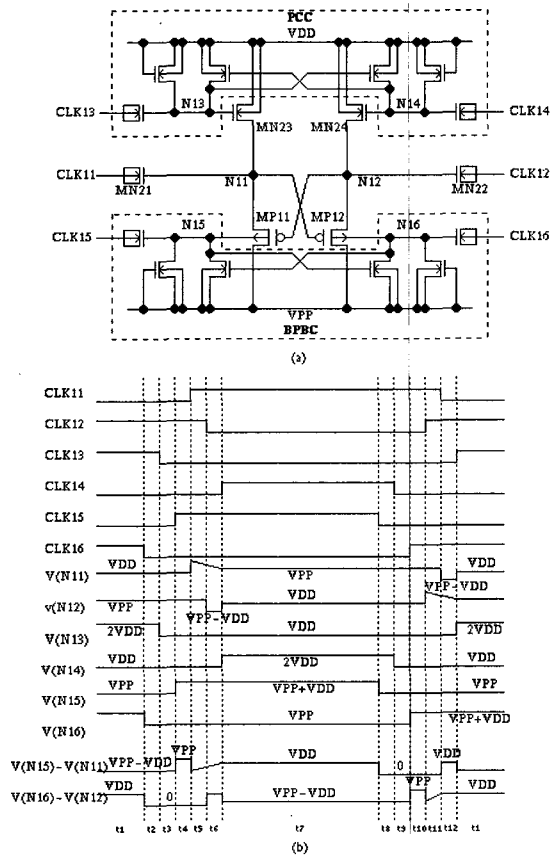 PCC
VDD
N13
N14
CLK13
CLK14
MN23
MN24
CLK11
CLK12
MN21
N11
N12
MN22
MP11
MP12
CLK15
N15
N16
CLK16
VPP
BPBC
(a)
CLK11
CLK12
CLK13
CLK14
CLK15
CLK16
V(N11)
VDD
VPP
VDD
v(N12)
VPP
VPP-VDD
VDD
VPP-VDD
V(N13)
2VDD
VDD
2VDD
V(N14)
VDD
2VDD
VDD
V(N15)
VPP
VPP+VDD
VPP
V(N16)
VPP
VPP+VDD
V(N15)-V(N11)
VPP-VDD
VPP
VDD
0
VDD
V(N16)-V(N12)
VDD
0
VPP-VDD
VPP
VDD
t1 t2 t3 t4 t5 t6 t7 t8 t9 t10 t11 t12 t1
(b)